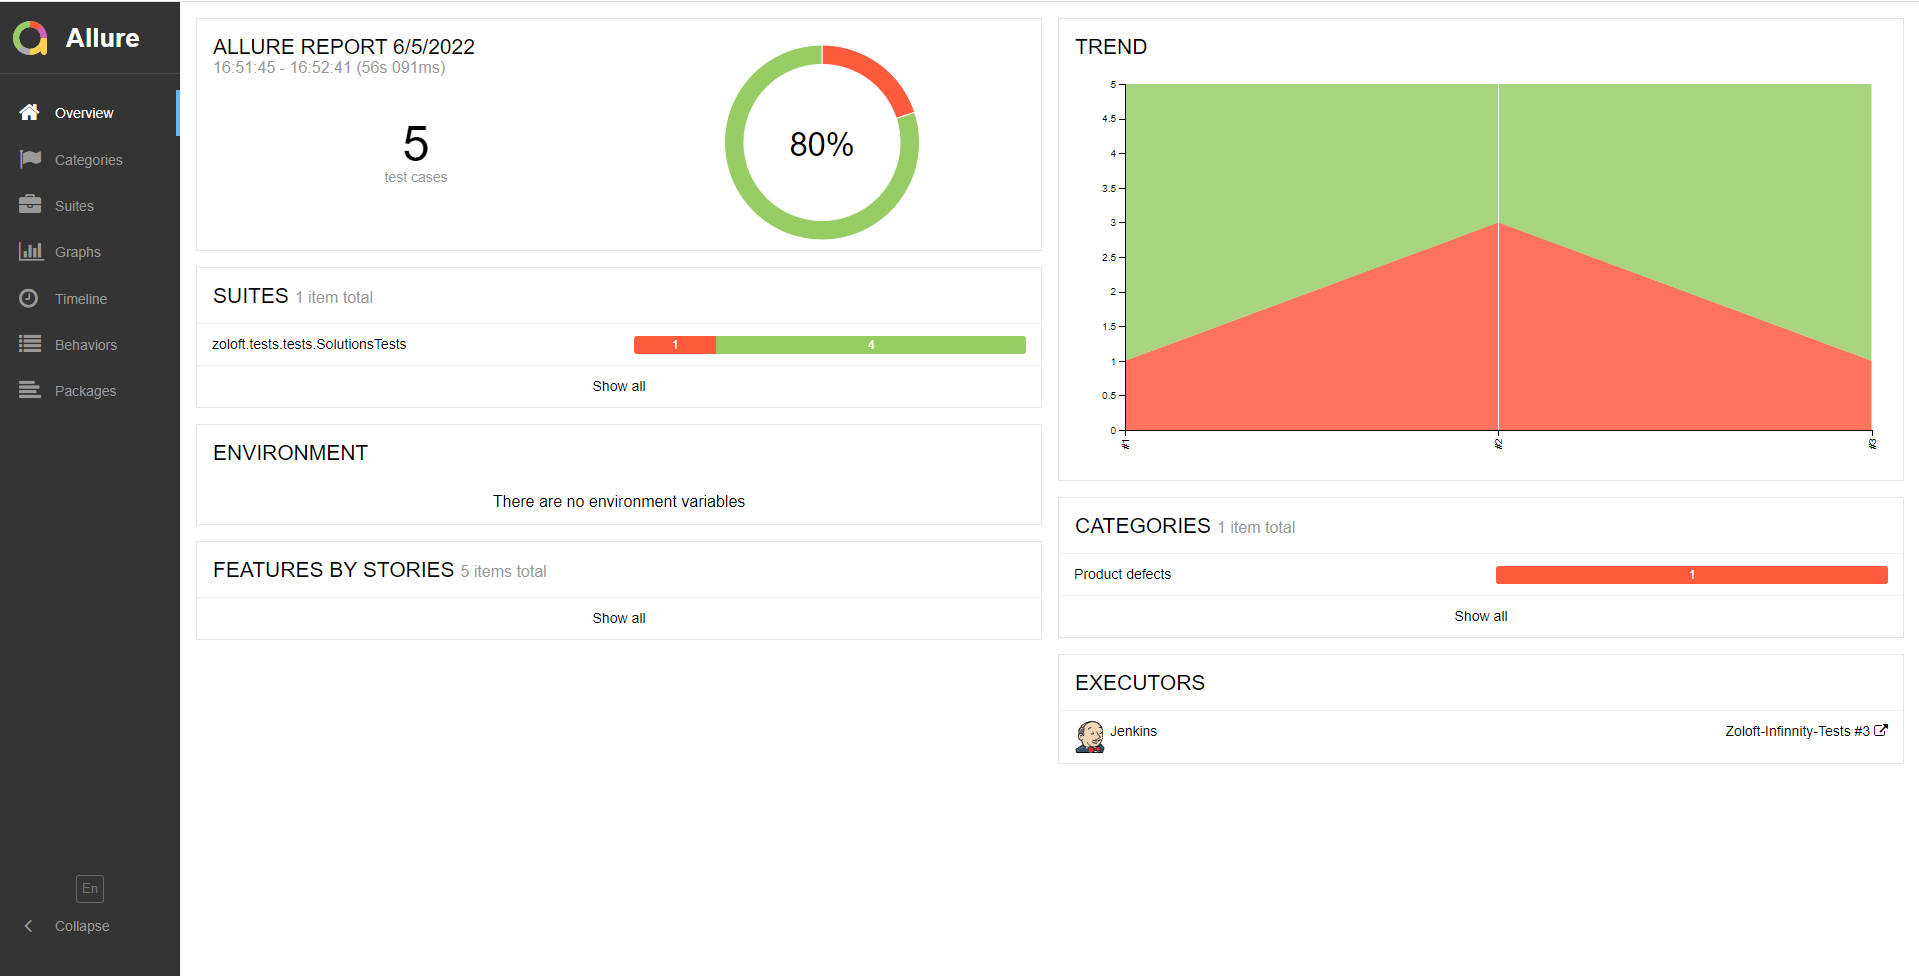 Allure
Overview
Categories
Suites
Graphs
Timeline
Behaviors
Packages
En
Collapse
ALLURE REPORT 6/5/2022
16:51:45 - 16:52:41 (56s 091ms)
5
test cases
80%
SUITES 1 item total
zoloft.tests.tests.SolutionsTests 1 4
Show all
ENVIRONMENT
There are no environment variables
FEATURES BY STORIES 5 items total
Show all
TREND
5
4.5
4
3.5
3
2.5
2
1.5
1
0.5
0
#1 #2 #3
CATEGORIES 1 item total
Product defects 1
Show all
EXECUTORS
Jenkins Zoloft-Infinnity-Tests #3